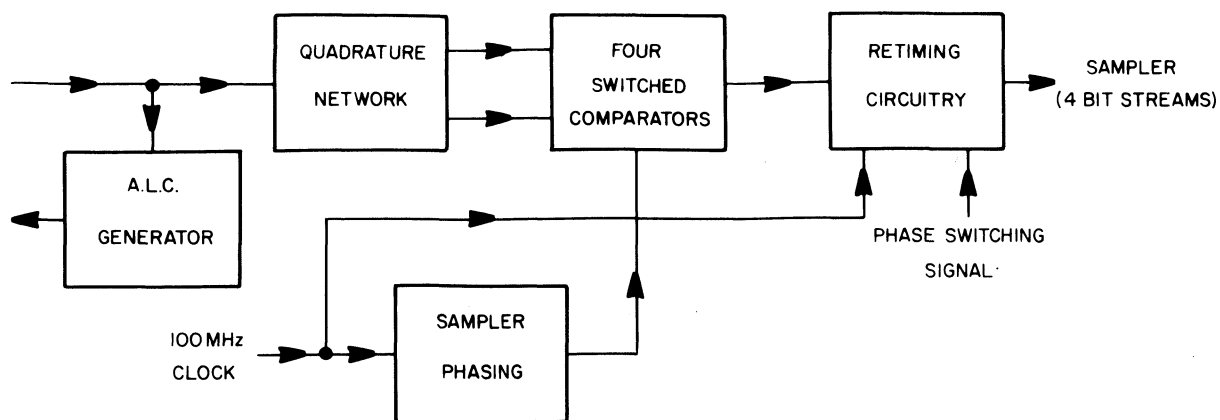 QUADRATURE
NETWORK
FOUR
SWITCHED
COMPARATORS
RETIMING
CIRCUITRY
SAMPLER
(4 BIT STREAMS)
A.L.C.
GENERATOR
PHASE SWITCHING
SIGNAL
100 MHz
CLOCK
SAMPLER
PHASING